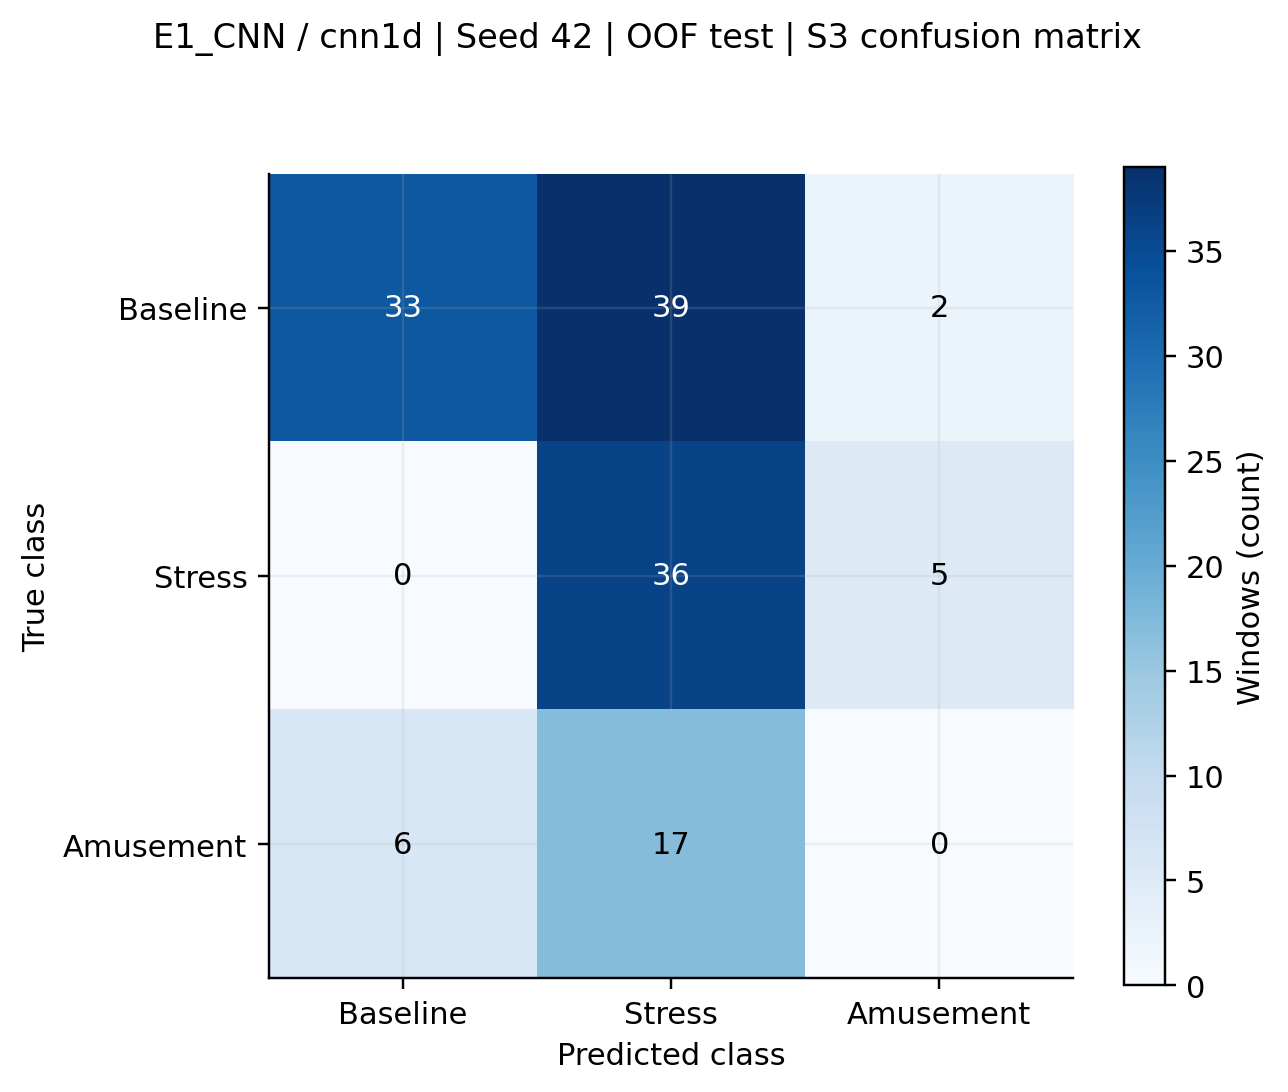 E1_CNN / cnn1d | Seed 42 | OOF test | S3 confusion matrix
Baseline
33
39
2
Stress
0
36
5
Amusement
6
17
0
Baseline
Stress
Amusement
Predicted class
True class
35
30
25
20
15
10
5
0
Windows (count)